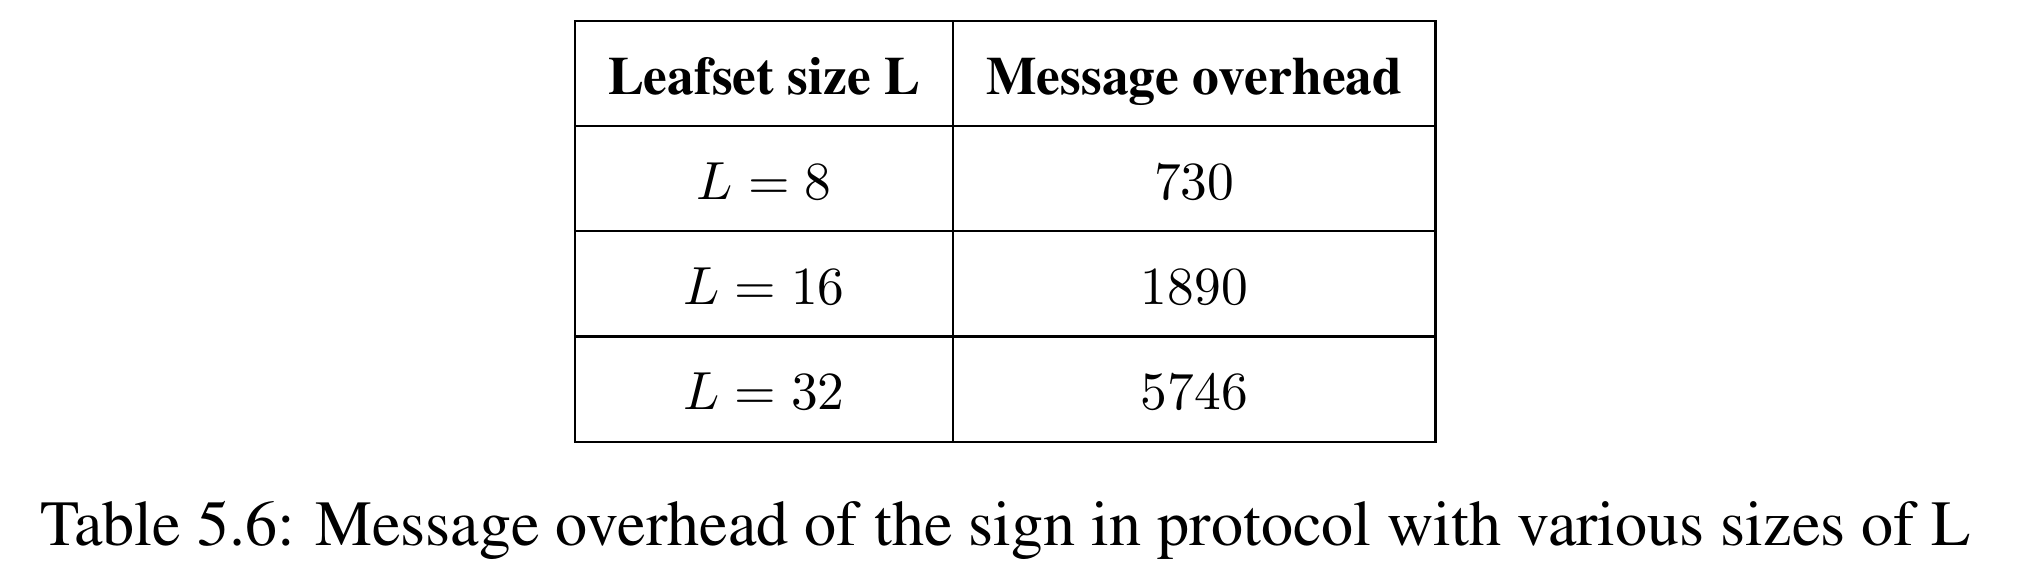 Leafset size L Message overhead
L = 8 730
L = 16 1890
L = 32 5746
Table 5.6: Message overhead of the sign in protocol with various sizes of L